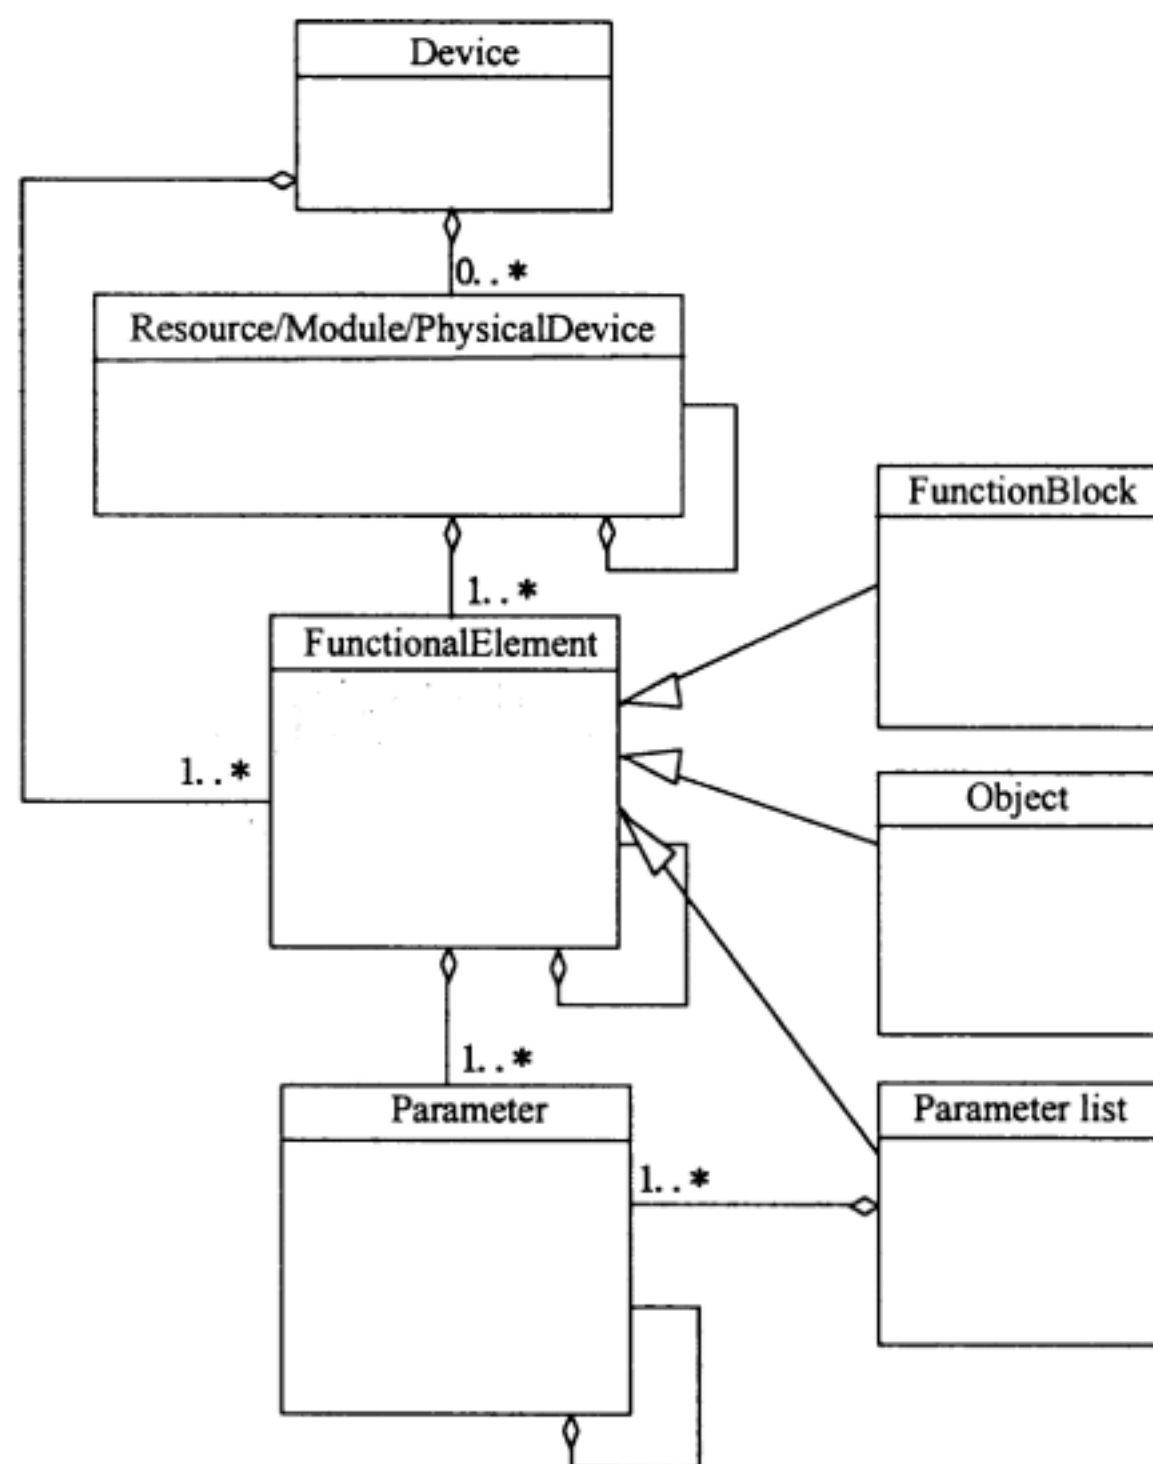 Device
0..*
Resource/Module/PhysicalDevice
FunctionBlock
1..*
FunctionalElement
1..*
Object
1..*
Parameter
Parameter list
1..*